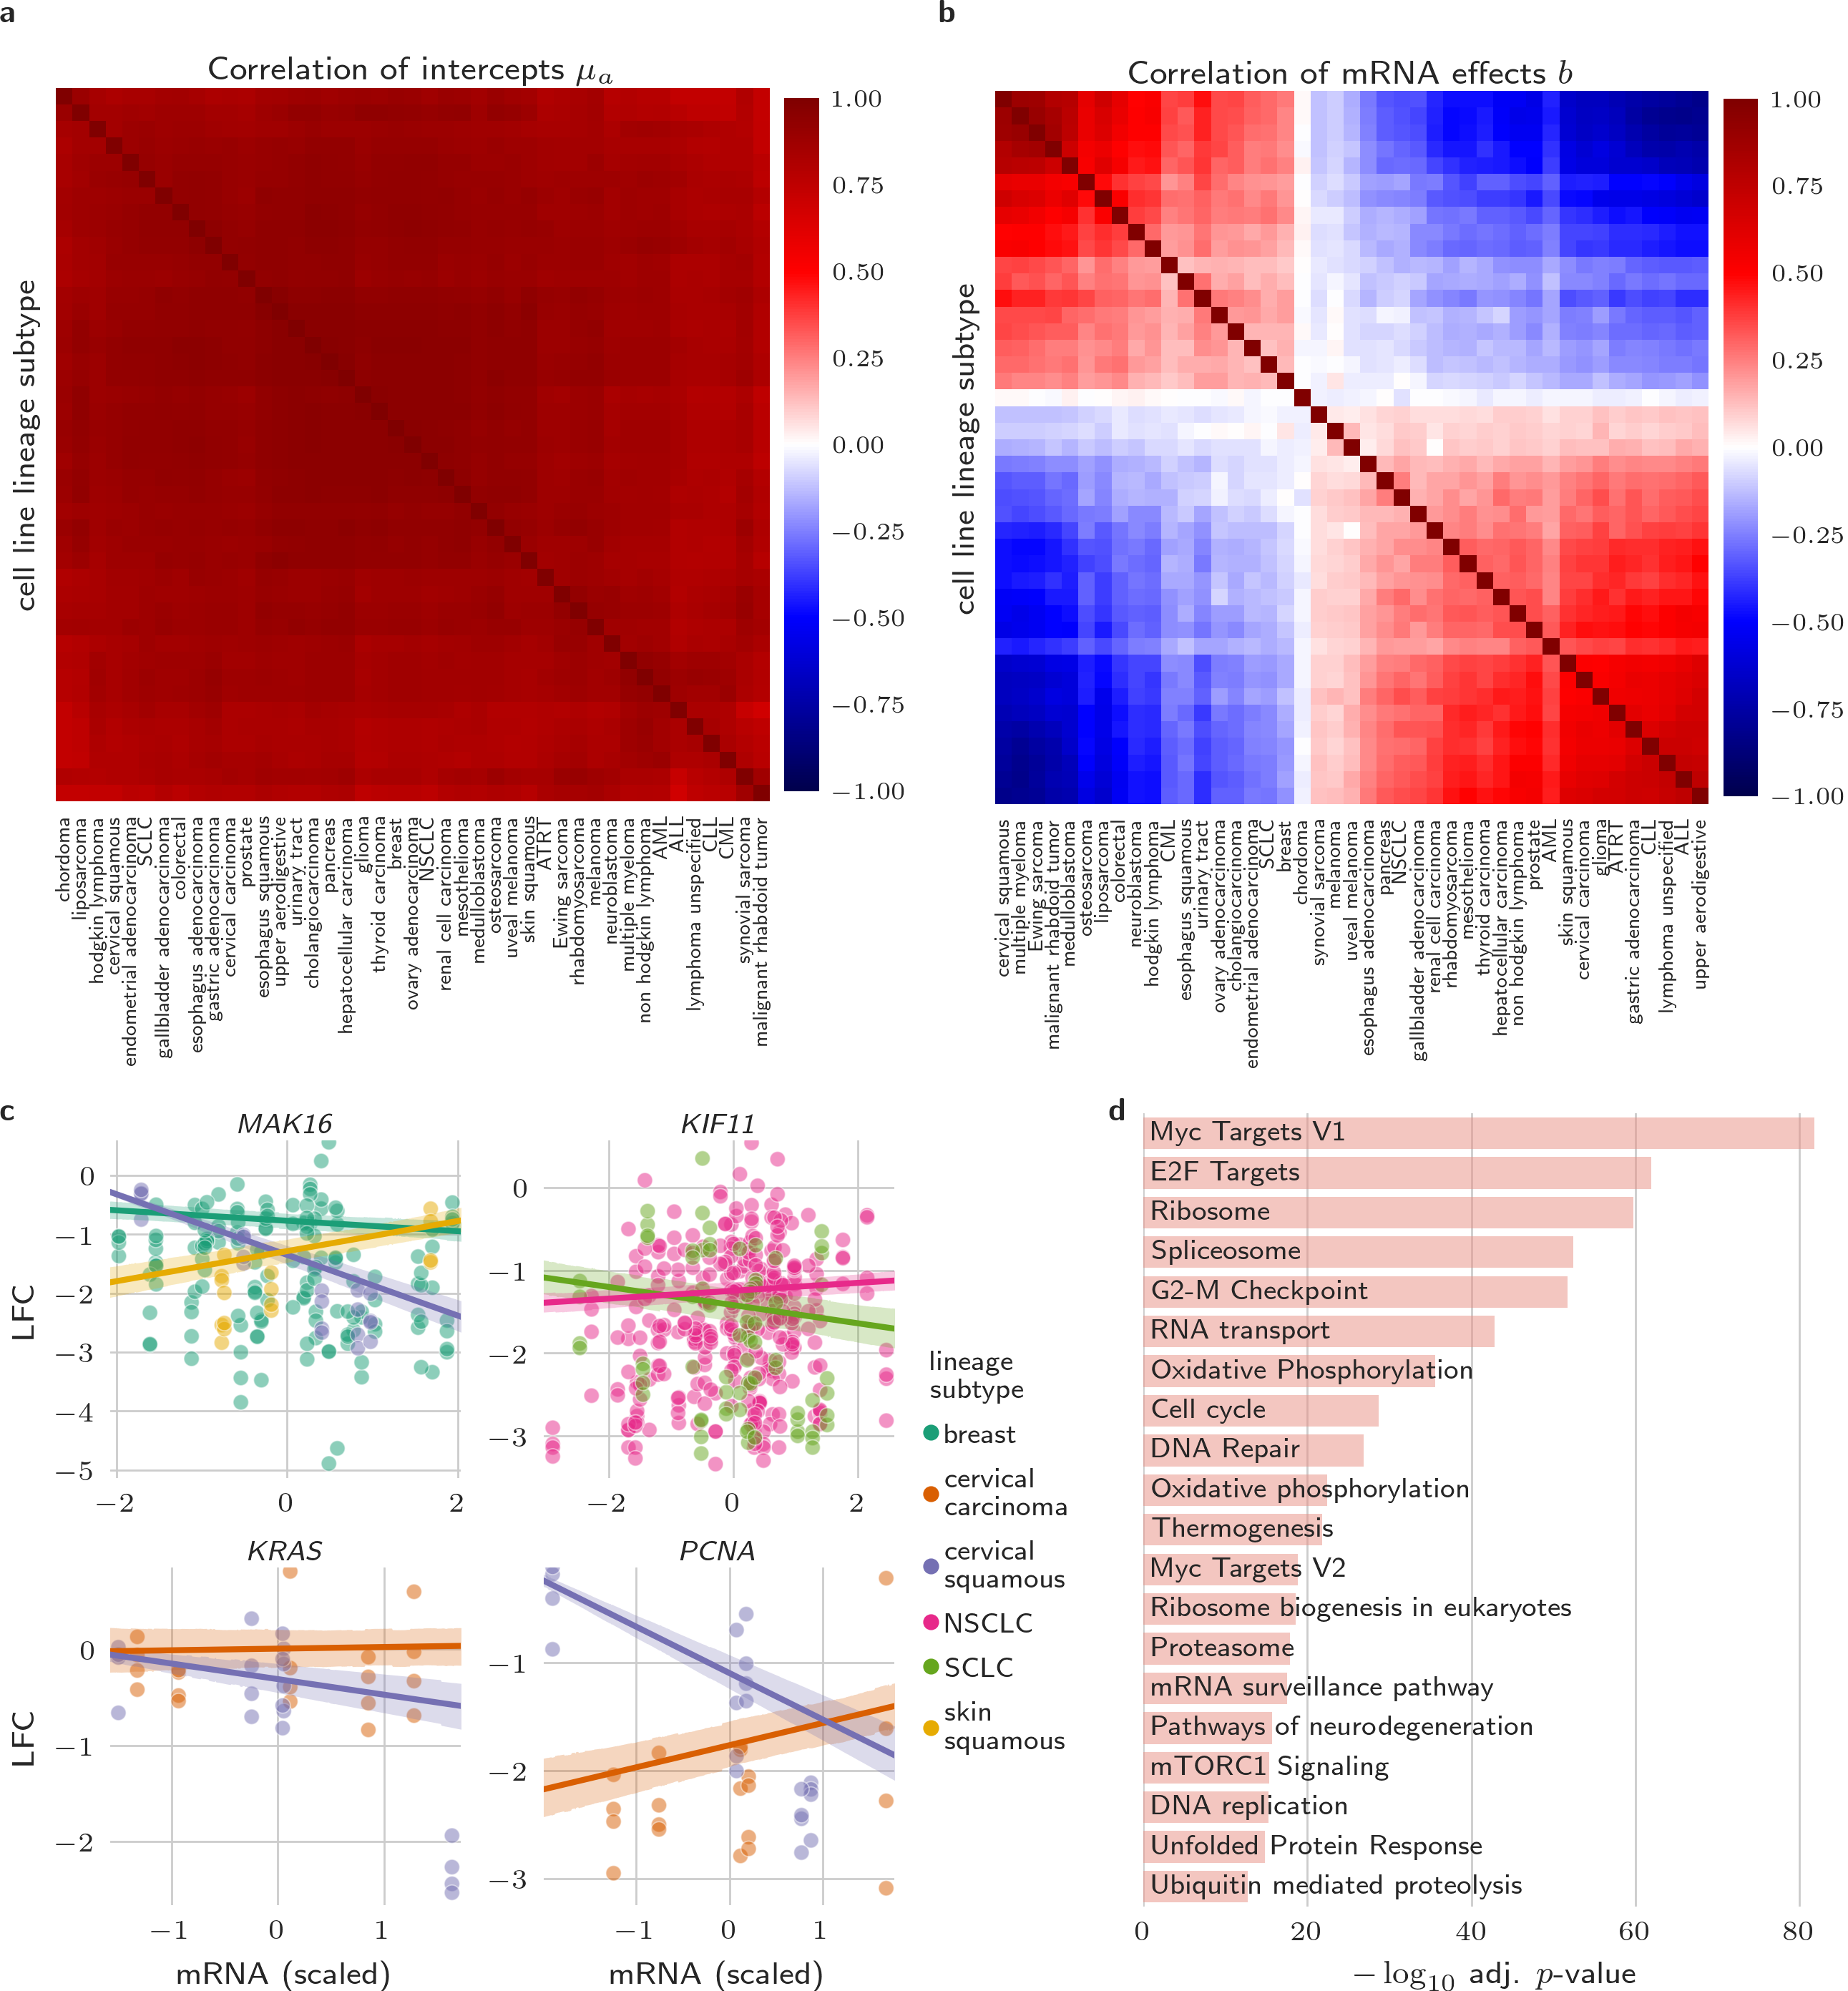 a
Correlation of intercepts μa
1.00
0.75
0.50
0.25
0.00
−0.25
−0.50
−0.75
−1.00
cell line lineage subtype
chordoma
liposarcoma
hodgkin lymphoma
cervical squamous
endometrial adenocarcinoma
SCLC
gallbladder adenocarcinoma
colorectal
esophagus adenocarcinoma
gastric adenocarcinoma
cervical carcinoma
prostate
esophagus squamous
upper aerodigestive
urinary tract
cholangiocarcinoma
pancreas
hepatocellular carcinoma
glioma
thyroid carcinoma
breast
ovary adenocarcinoma
NSCLC
renal cell carcinoma
mesothelioma
medulloblastoma
osteosarcoma
uveal melanoma
skin squamous
ATRT
Ewing sarcoma
rhabdomyosarcoma
melanoma
neuroblastoma
multiple myeloma
non hodgkin lymphoma
AML
ALL
lymphoma unspecified
CLL
CML
synovial sarcoma
malignant rhabdoid tumor
b
Correlation of mRNA effects b
1.00
0.75
0.50
0.25
0.00
−0.25
−0.50
−0.75
−1.00
cell line lineage subtype
cervical squamous
multiple myeloma
Ewing sarcoma
malignant rhabdoid tumor
medulloblastoma
osteosarcoma
liposarcoma
colorectal
neuroblastoma
hodgkin lymphoma
CML
esophagus squamous
urinary tract
ovary adenocarcinoma
cholangiocarcinoma
endometrial adenocarcinoma
SCLC
breast
chordoma
synovial sarcoma
melanoma
uveal melanoma
esophagus adenocarcinoma
pancreas
NSCLC
gallbladder adenocarcinoma
renal cell carcinoma
rhabdomyosarcoma
mesothelioma
thyroid carcinoma
hepatocellular carcinoma
non hodgkin lymphoma
prostate
AML
skin squamous
cervical carcinoma
glioma
ATRT
gastric adenocarcinoma
CLL
lymphoma unspecified
ALL
upper aerodigestive
c
MAK16
LFC
0
−1
−2
−3
−4
−5
−2
0
2
KIF11
0
−1
−2
−3
−2
0
2
KRAS
LFC
0
−1
−2
−1
0
1
mRNA (scaled)
PCNA
−1
−2
−3
−1
0
1
mRNA (scaled)
lineage
subtype
breast
cervical
carcinoma
cervical
squamous
NSCLC
SCLC
skin
squamous
d
Myc Targets V1
E2F Targets
Ribosome
Spliceosome
G2-M Checkpoint
RNA transport
Oxidative Phosphorylation
Cell cycle
DNA Repair
Oxidative phosphorylation
Thermogenesis
Myc Targets V2
Ribosome biogenesis in eukaryotes
Proteasome
mRNA surveillance pathway
Pathways of neurodegeneration
mTORC1 Signaling
DNA replication
Unfolded Protein Response
Ubiquitin mediated proteolysis
0
20
40
60
80
− log10 adj. p-value